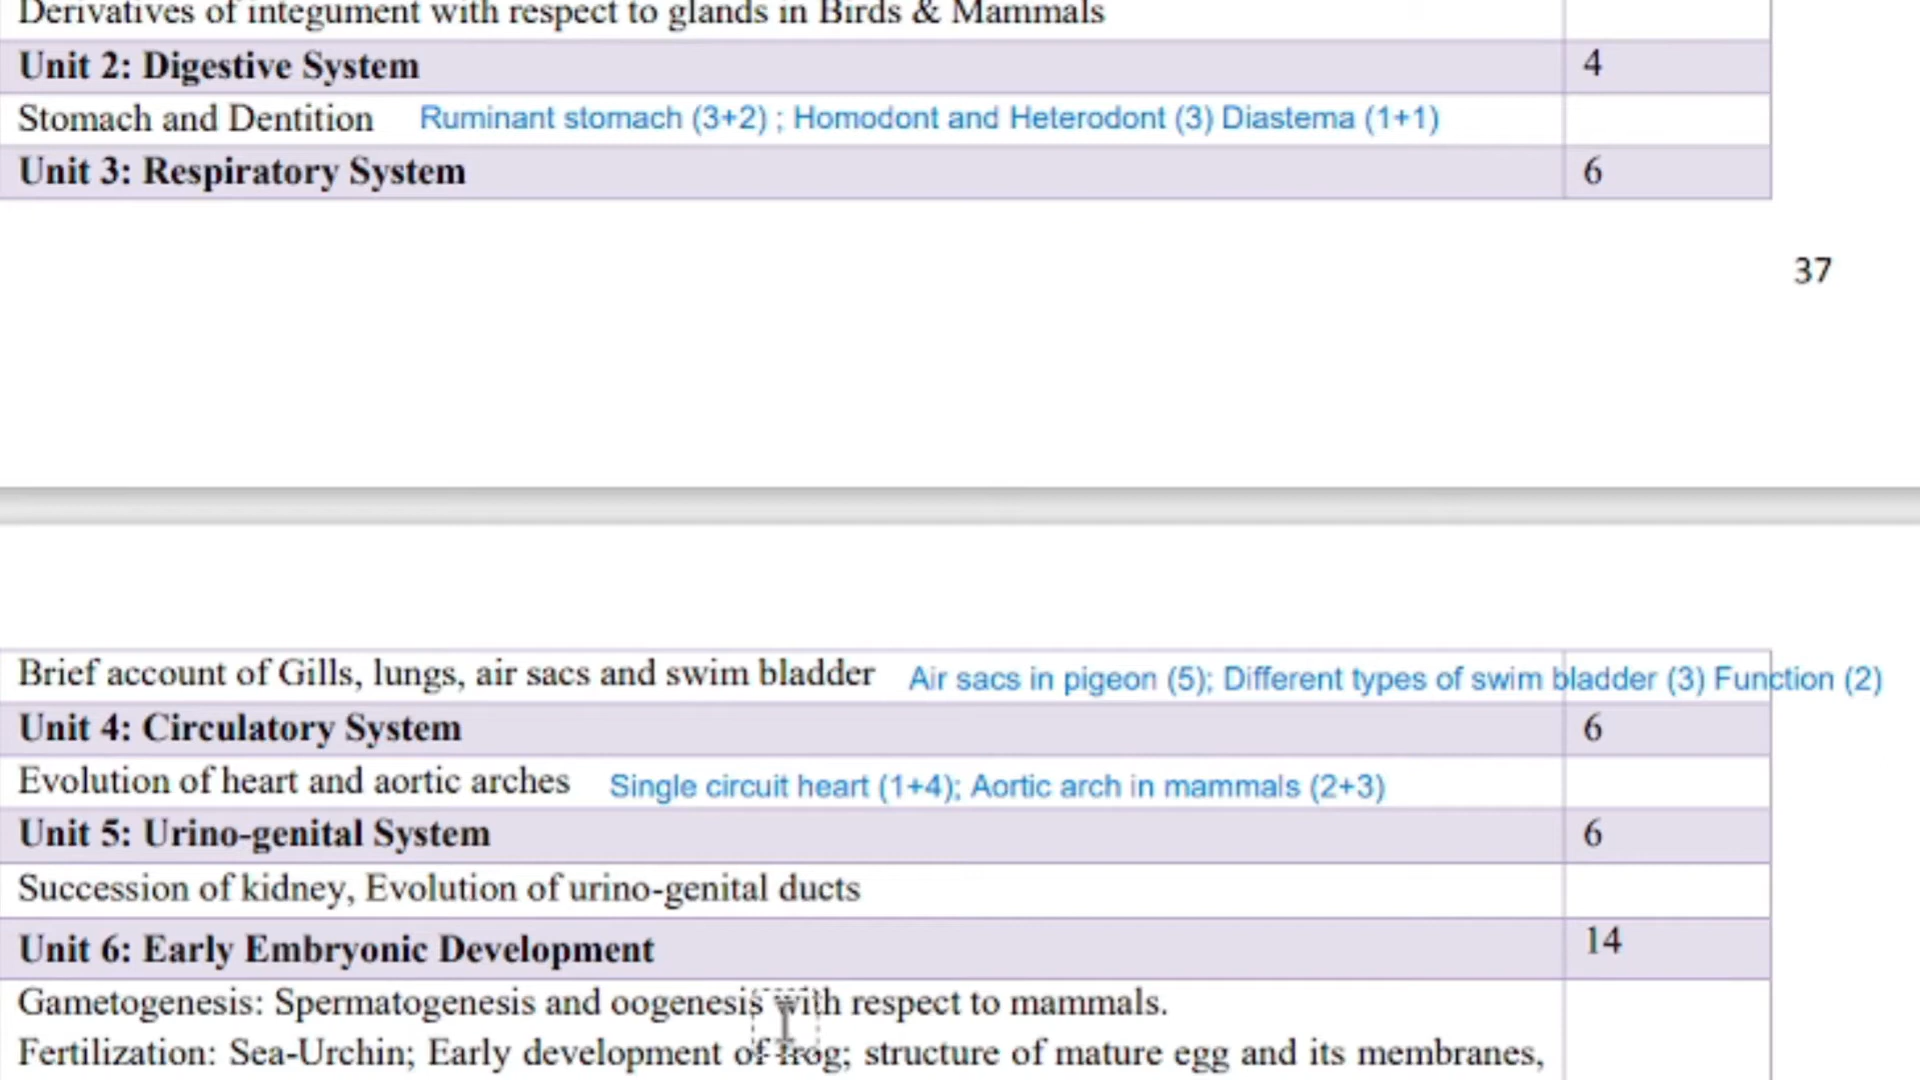 Derivatives of integument with respect to glands in Birds & Mammals
Unit 2: Digestive System 4
Stomach and Dentition Ruminant stomach (3+2) ; Homodont and Heterodont (3) Diastema (1+1)
Unit 3: Respiratory System 6
37
Brief account of Gills, lungs, air sacs and swim bladder Air sacs in pigeon (5); Different types of swim bladder (3) Function (2)
Unit 4: Circulatory System 6
Evolution of heart and aortic arches Single circuit heart (1+4); Aortic arch in mammals (2+3)
Unit 5: Urino-genital System 6
Succession of kidney, Evolution of urino-genital ducts
Unit 6: Early Embryonic Development 14
Gametogenesis: Spermatogenesis and oogenesis with respect to mammals.
Fertilization: Sea-Urchin; Early development of frog; structure of mature egg and its membranes,